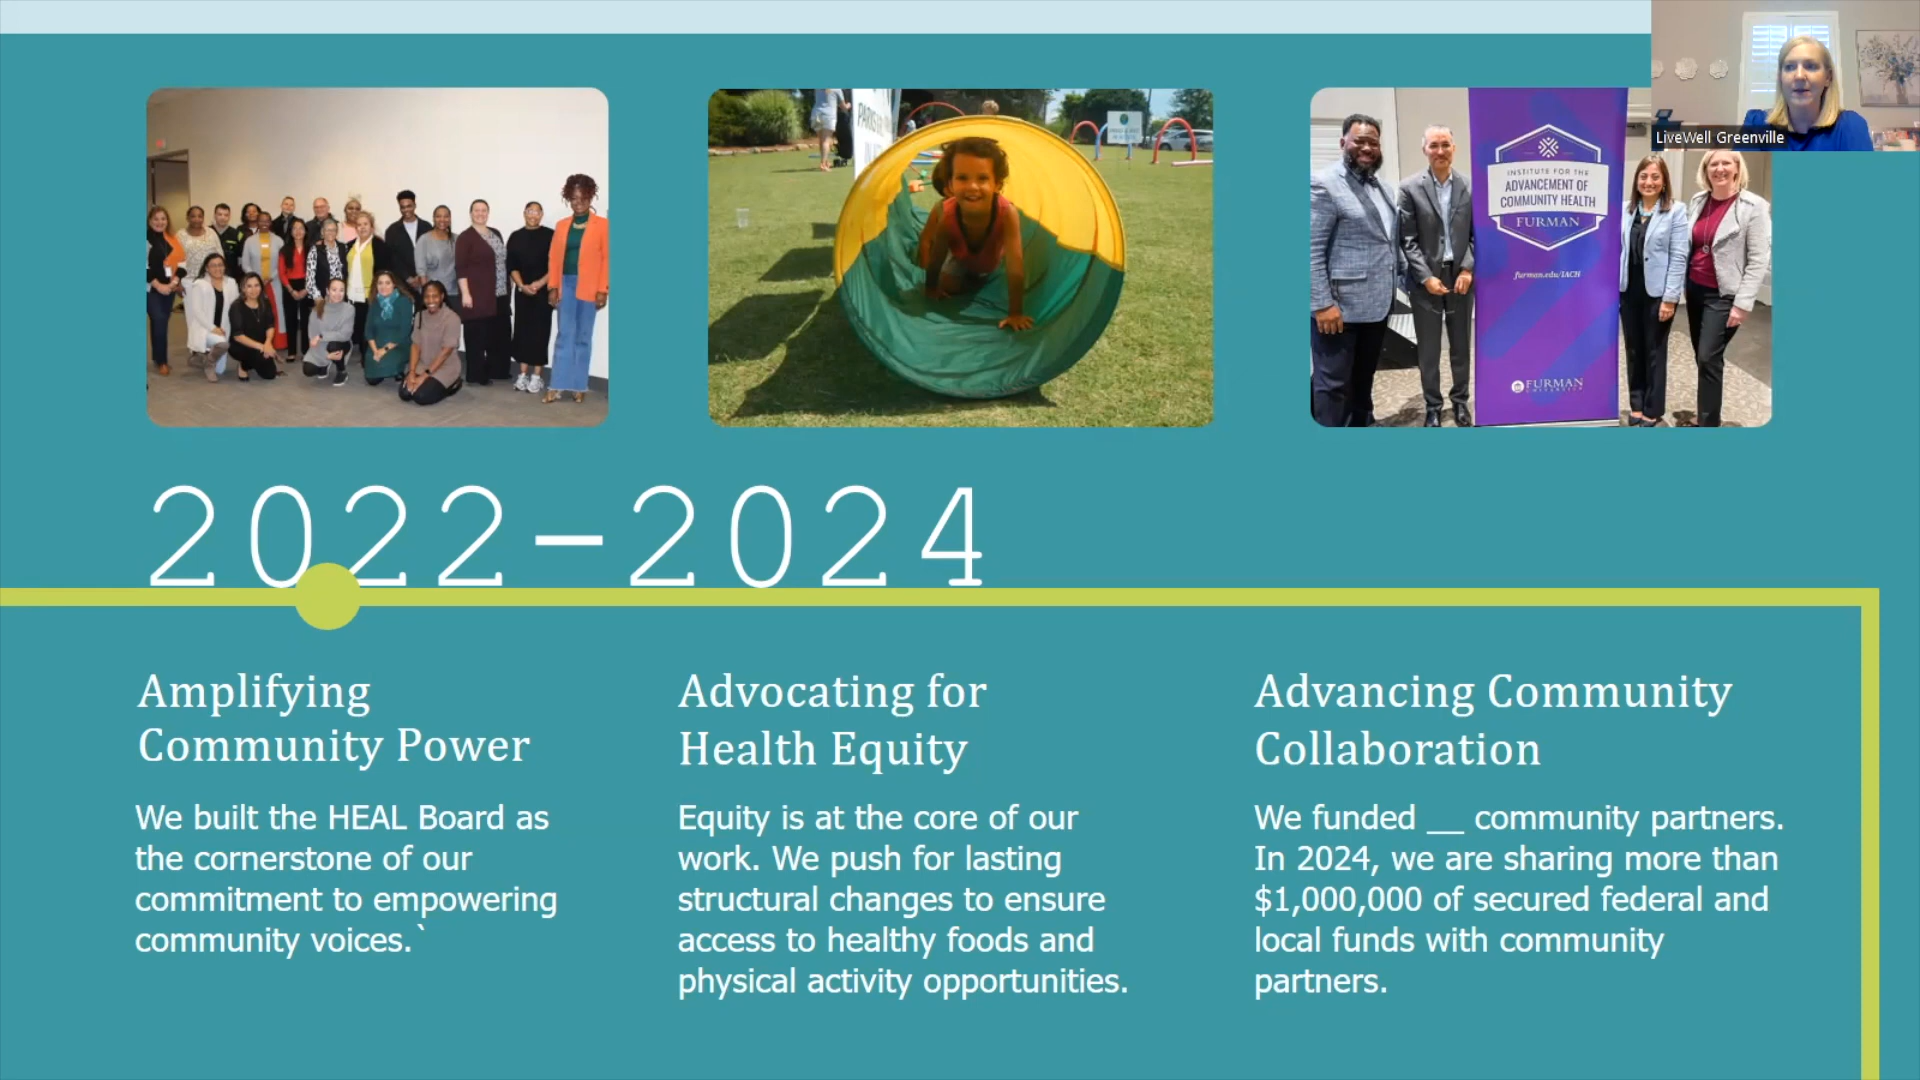 LiveWell Greenville
INSTITUTE FOR THE
ADVANCEMENT OF
COMMUNITY HEALTH
FURMAN
furman.edu/IACH
FURMAN
UNIVERSITY
2022-2024
Amplifying
Community Power
We built the HEAL Board as
the cornerstone of our
commitment to empowering
community voices.`
Advocating for
Health Equity
Equity is at the core of our
work. We push for lasting
structural changes to ensure
access to healthy foods and
physical activity opportunities.
Advancing Community
Collaboration
We funded __ community partners.
In 2024, we are sharing more than
$1,000,000 of secured federal and
local funds with community
partners.